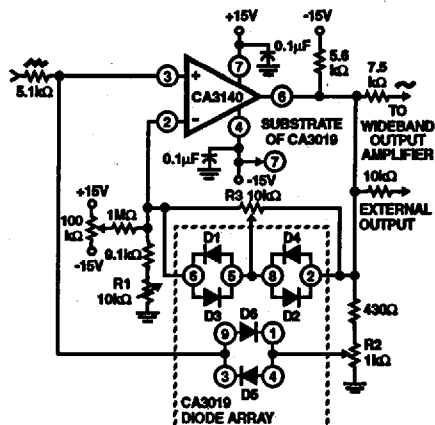 +15V
-15V
0.1µF
5.6
kΩ
7.5
kΩ
7
5.1kΩ
3
+
CA3140
6
2
-
4
SUBSTRATE
OF CA3019
TO
WIDEBAND
OUTPUT
AMPLIFIER
0.1µF
7
-15V
R3 10kΩ
10kΩ
EXTERNAL
OUTPUT
+15V
100
kΩ
1MΩ
-15V
9.1kΩ
R1
10kΩ
D1
D4
6
5
8
2
D3
D2
430Ω
9
D6
1
R2
1kΩ
3
D5
4
CA3019
DIODE ARRAY